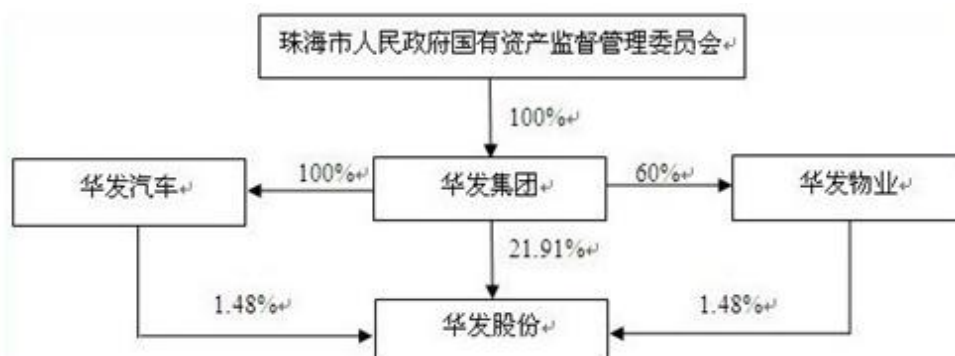 珠海市人民政府国有资产监督管理委员会
100%
华发汽车
100%
华发集团
60%
华发物业
21.91%
1.48%
1.48%
华发股份